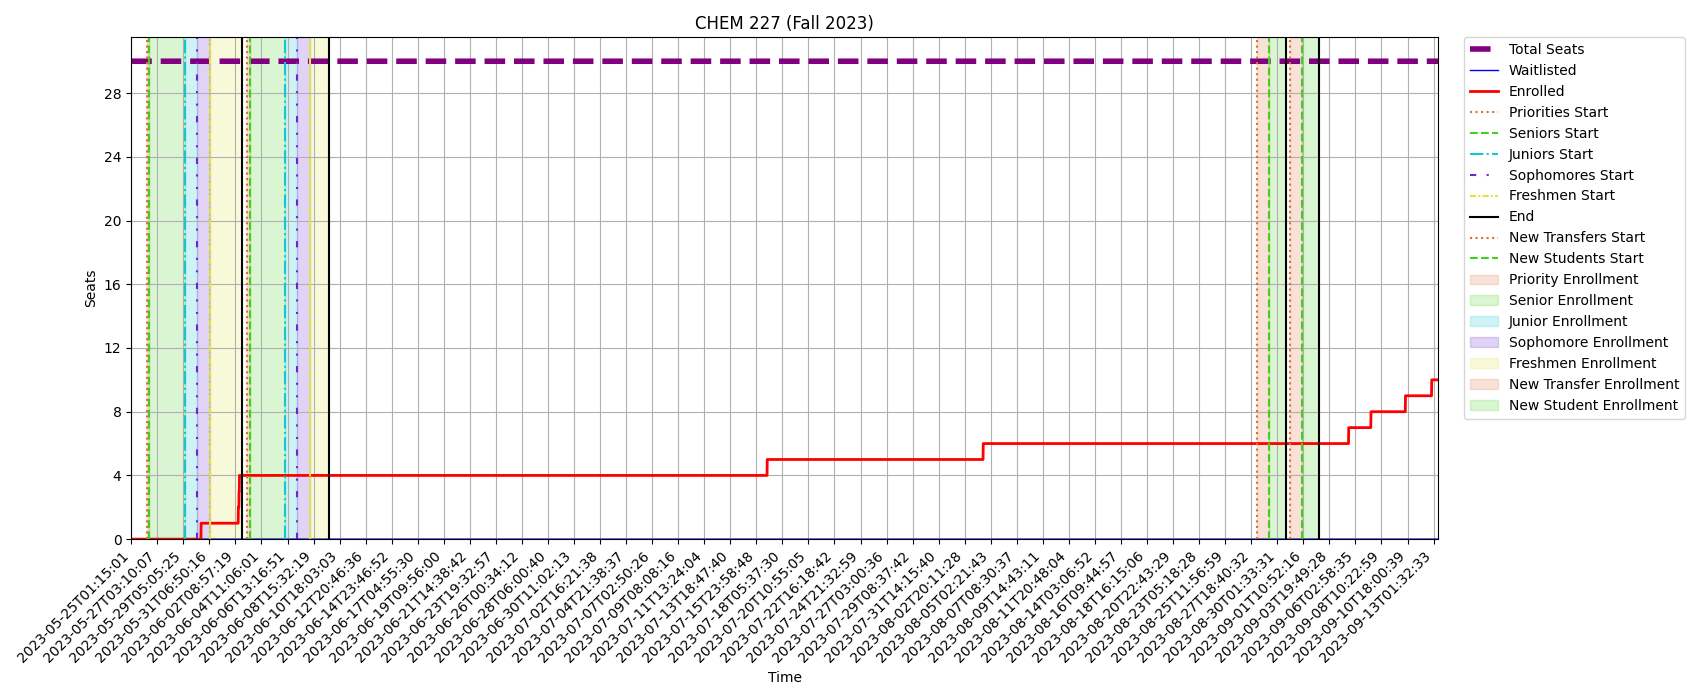 CHEM 227 (Fall 2023)
Seats
28
24
20
16
12
8
4
0
2023-05-25T01:15:01
2023-05-27T03:10:07
2023-05-29T05:05:25
2023-05-31T06:50:16
2023-06-02T08:57:19
2023-06-04T11:06:01
2023-06-06T13:16:51
2023-06-08T15:32:19
2023-06-10T18:03:03
2023-06-12T20:46:36
2023-06-14T23:46:52
2023-06-17T04:55:30
2023-06-19T09:56:00
2023-06-21T14:38:42
2023-06-23T19:32:57
2023-06-26T00:34:12
2023-06-28T06:00:40
2023-06-30T11:02:13
2023-07-02T16:21:38
2023-07-04T21:38:37
2023-07-07T02:50:26
2023-07-09T08:08:16
2023-07-11T13:24:04
2023-07-13T18:47:40
2023-07-15T23:58:48
2023-07-18T05:37:30
2023-07-20T10:55:05
2023-07-22T16:18:42
2023-07-24T21:32:59
2023-07-27T03:00:36
2023-07-29T08:37:42
2023-07-31T14:15:40
2023-08-02T20:11:28
2023-08-05T02:21:43
2023-08-07T08:30:37
2023-08-09T14:43:11
2023-08-11T20:48:04
2023-08-14T03:06:52
2023-08-16T09:44:57
2023-08-18T16:15:06
2023-08-20T22:43:29
2023-08-23T05:18:28
2023-08-25T11:56:59
2023-08-27T18:40:32
2023-08-30T01:33:31
2023-09-01T10:52:16
2023-09-03T19:49:28
2023-09-06T02:58:35
2023-09-08T10:22:59
2023-09-10T18:00:39
2023-09-13T01:32:33
Time
Total Seats
Waitlisted
Enrolled
Priorities Start
Seniors Start
Juniors Start
Sophomores Start
Freshmen Start
End
New Transfers Start
New Students Start
Priority Enrollment
Senior Enrollment
Junior Enrollment
Sophomore Enrollment
Freshmen Enrollment
New Transfer Enrollment
New Student Enrollment